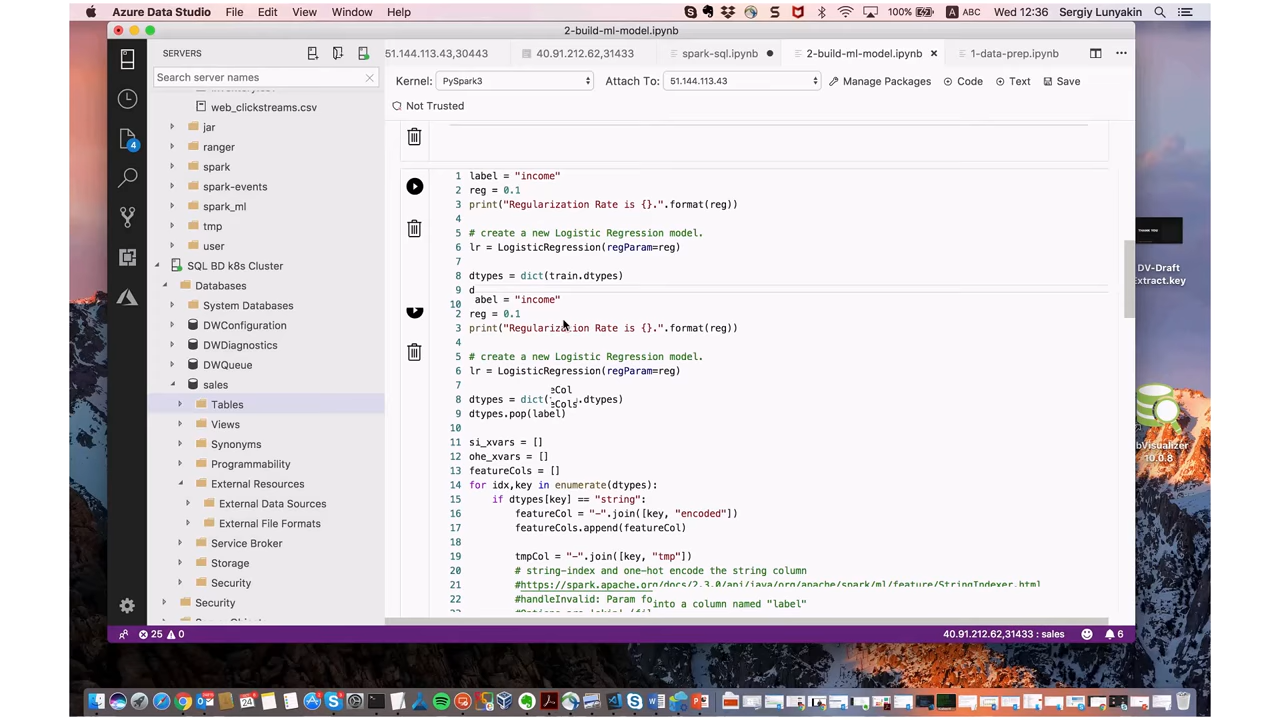 Azure Data Studio File Edit View Window Help 100% ABC Wed 12:36 Sergiy Lunyakin
2-build-ml-model.ipynb
SERVERS
51.144.113.43,30443
40.91.212.62,31433
spark-sql.ipynb
2-build-ml-model.ipynb
1-data-prep.ipynb
Search server names
Kernel: PySpark3 Attach To: 51.144.113.43 Manage Packages Code Text Save
Not Trusted
web_clickstreams.csv
jar
ranger
spark
spark-events
spark_ml
tmp
user
SQL BD k8s Cluster
Databases
System Databases
DWConfiguration
DWDiagnostics
DWQueue
sales
Tables
Views
Synonyms
Programmability
External Resources
External Data Sources
External File Formats
Service Broker
Storage
Security
Security
1 label = "income"
2 reg = 0.1
3 print("Regularization Rate is {}.".format(reg))
4
5 # create a new Logistic Regression model.
6 lr = LogisticRegression(regParam=reg)
7
8 dtypes = dict(train.dtypes)
9 d
10 abel = "income"
2 reg = 0.1
3 print("Regularization Rate is {}.".format(reg))
4
5 # create a new Logistic Regression model.
6 lr = LogisticRegression(regParam=reg)
7
eCol
8 dtypes = dict( .dtypes)
eCols
9 dtypes.pop(label)
10
11 si_xvars = []
12 ohe_xvars = []
13 featureCols = []
14 for idx,key in enumerate(dtypes):
15 if dtypes[key] == "string":
16 featureCol = "-".join([key, "encoded"])
17 featureCols.append(featureCol)
18
19 tmpCol = "-".join([key, "tmp"])
20 # string-index and one-hot encode the string column
21 #https://spark.apache.org/docs/2.3.0/api/java/org/apache/spark/ml/feature/StringIndexer.html
22 #handleInvalid: Param fo
into a column named "label"
4
25 0
40.91.212.62,31433 : sales
6
DV-Draft
Extract.key
bVisualizer
10.0.8